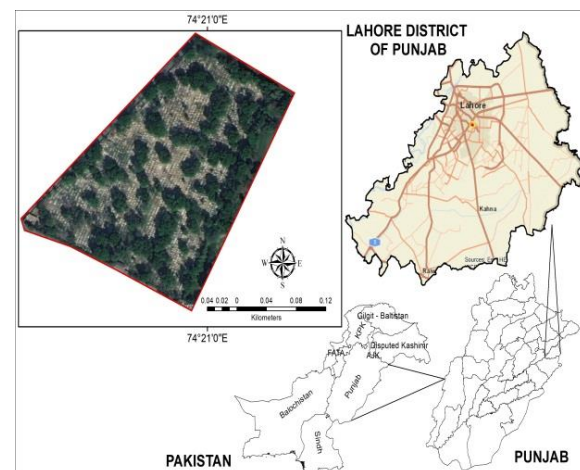 74°21'0"E
LAHORE DISTRICT
OF PUNJAB
Lahore
Kahna
N
W E
S
0.04 0.02 0 0.04 0.08 0.12
Kilometers
74°21'0"E
Gilgit - Baltistan
KPK
FATA
Disputed Kashmir
AJK
Balochistan
Punjab
Sindh
PAKISTAN
PUNJAB